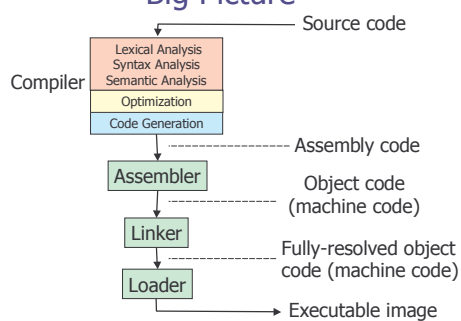 Big Picture
Source code
Lexical Analysis
Syntax Analysis
Semantic Analysis
Compiler
Optimization
Code Generation
Assembly code
Assembler
Object code
(machine code)
Linker
Fully-resolved object
code (machine code)
Loader
Executable image